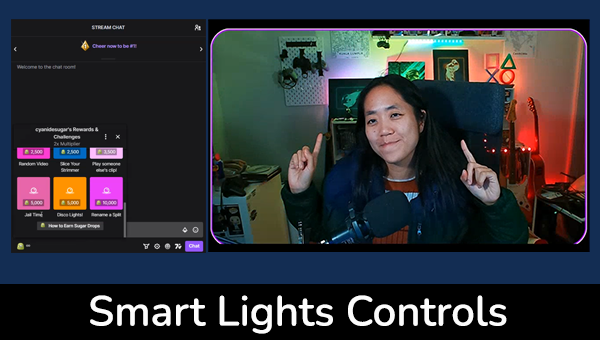 STREAM CHAT
Cheer now to be #1!
Welcome to the chat room!
cyanidesugar's Rewards &
Challenges
2x Multiplier
2,500
2,500
3,500
Random Video
Slice Your
Strimmer
Play someone
else's clip!
5,000
5,000
10,000
Jail Time
Disco Lights!
Rename a Split
How to Earn Sugar Drops
Chat
Smart Lights Controls